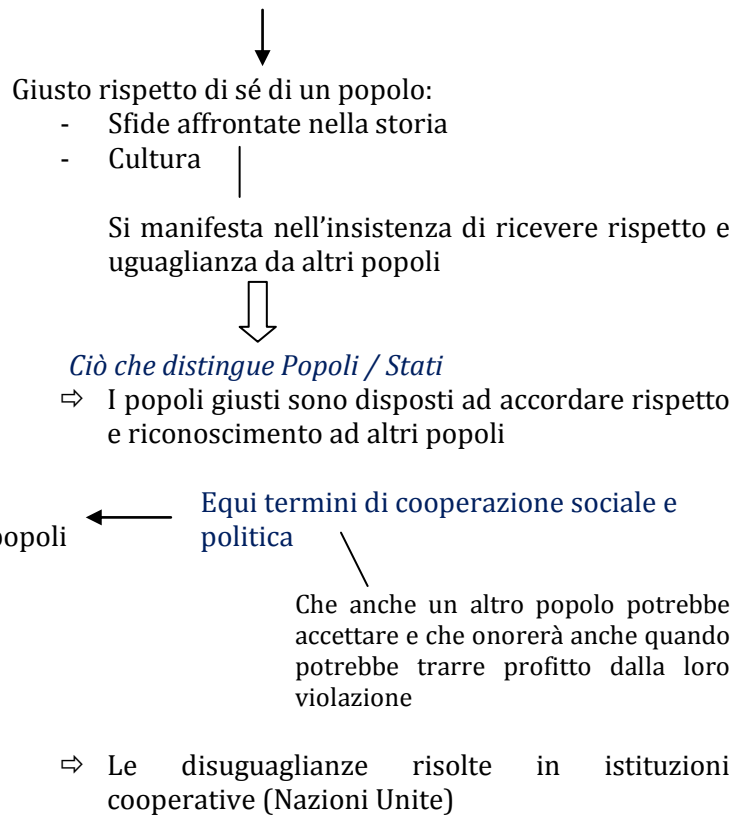 Giusto rispetto di sé di un popolo:
- Sfide affrontate nella storia
- Cultura
Si manifesta nell'insistenza di ricevere rispetto e
uguaglianza da altri popoli
Ciò che distingue Popoli / Stati
⇨ I popoli giusti sono disposti ad accordare rispetto
e riconoscimento ad altri popoli
Equi termini di cooperazione sociale e
popoli
politica
Che anche un altro popolo potrebbe
accettare e che onorerà anche quando
potrebbe trarre profitto dalla loro
violazione
⇨ Le disuguaglianze risolte in istituzioni
cooperative (Nazioni Unite)